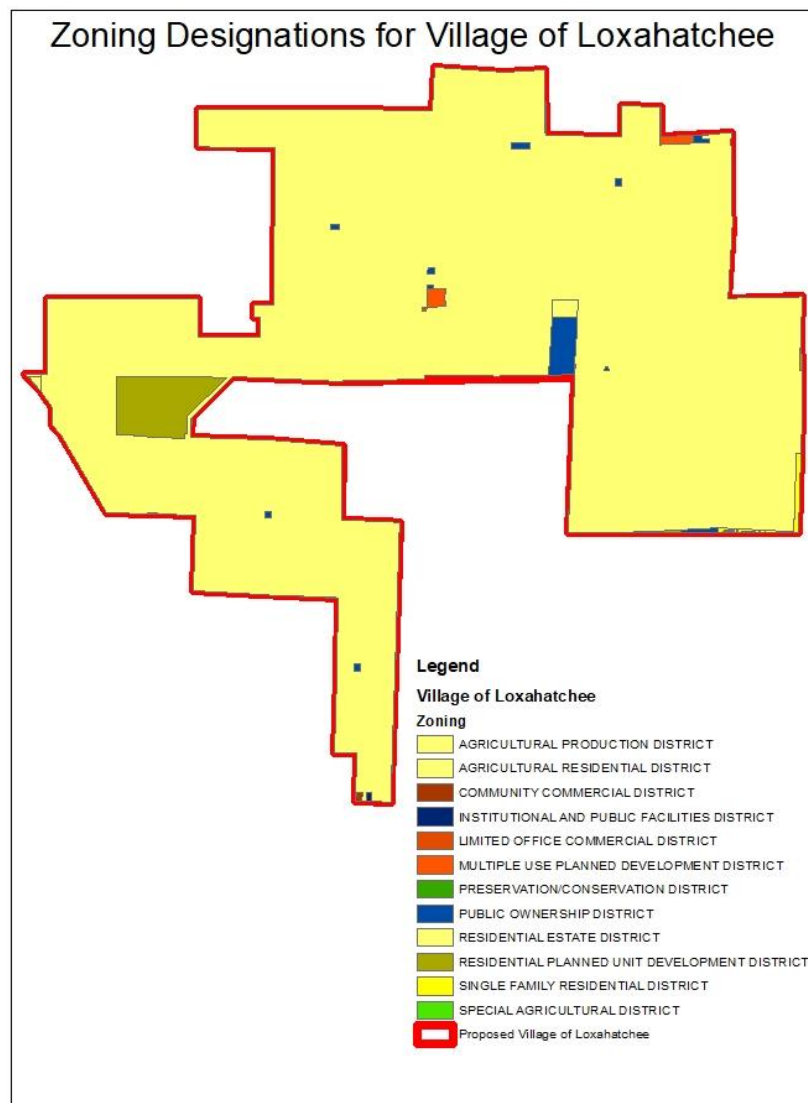 Zoning Designations for Village of Loxahatchee
Legend
Village of Loxahatchee
Zoning
AGRICULTURAL PRODUCTION DISTRICT
AGRICULTURAL RESIDENTIAL DISTRICT
COMMUNITY COMMERCIAL DISTRICT
INSTITUTIONAL AND PUBLIC FACILITIES DISTRICT
LIMITED OFFICE COMMERCIAL DISTRICT
MULTIPLE USE PLANNED DEVELOPMENT DISTRICT
PRESERVATION/CONSERVATION DISTRICT
PUBLIC OWNERSHIP DISTRICT
RESIDENTIAL ESTATE DISTRICT
RESIDENTIAL PLANNED UNIT DEVELOPMENT DISTRICT
SINGLE FAMILY RESIDENTIAL DISTRICT
SPECIAL AGRICULTURAL DISTRICT
Proposed Village of Loxahatchee